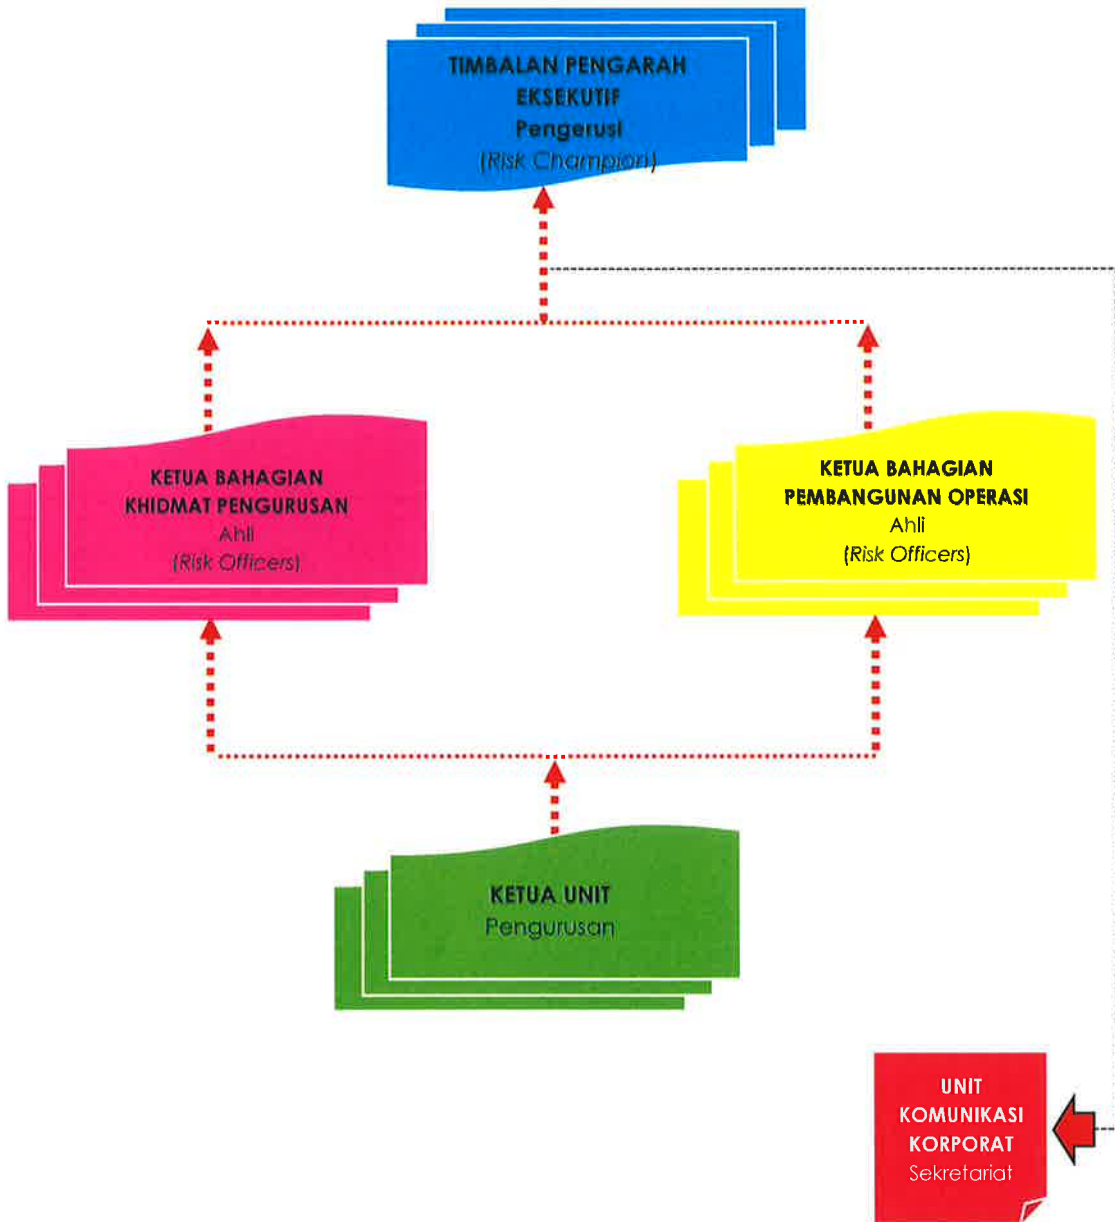 TIMBALAN PENGARAH
EKSEKUTIF
Pengerusi
(Risk Champion)
KETUA BAHAGIAN
KHIDMAT PENGURUSAN
Ahli
(Risk Officers)
KETUA BAHAGIAN
PEMBANGUNAN OPERASI
Ahli
(Risk Officers)
KETUA UNIT
Pengurusan
UNIT
KOMUNIKASI
KORPORAT
Sekretariat